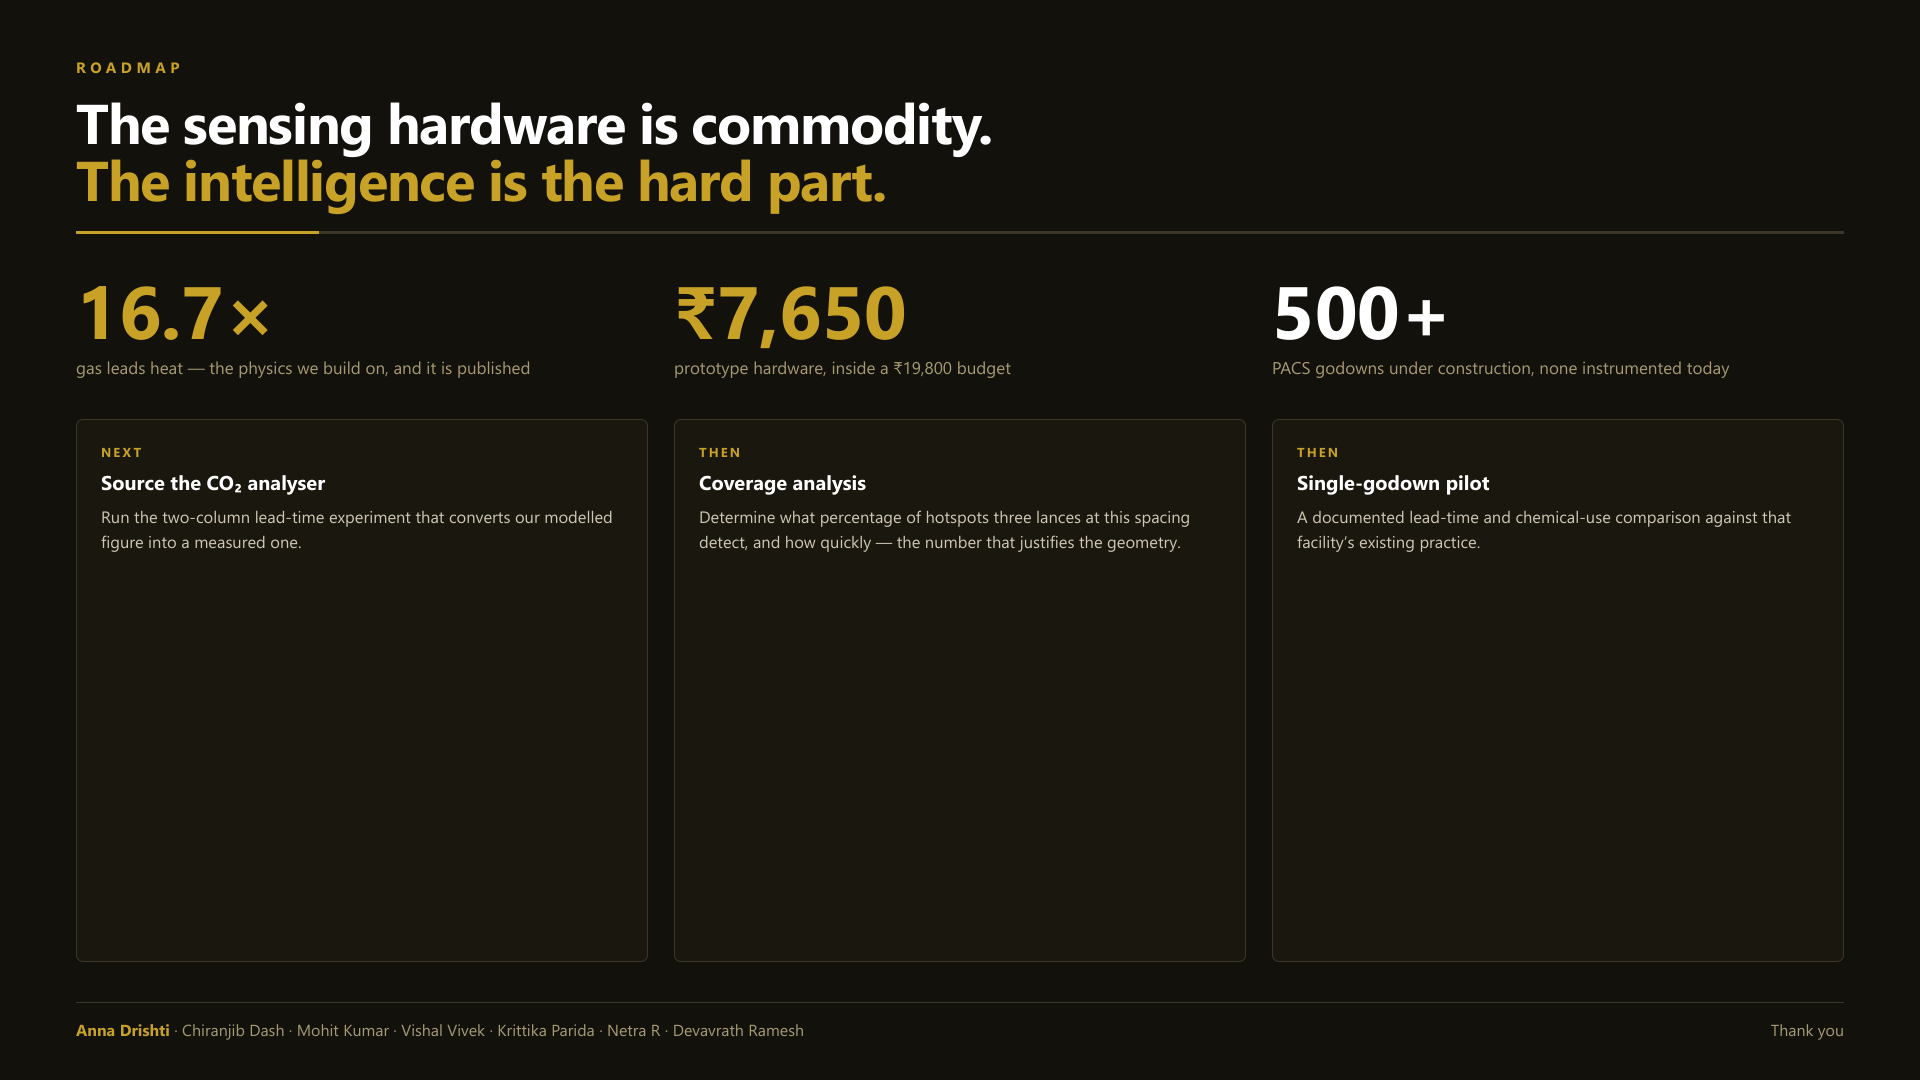 ROADMAP
The sensing hardware is commodity.
The intelligence is the hard part.
16.7×
gas leads heat — the physics we build on, and it is published
₹7,650
prototype hardware, inside a ₹19,800 budget
500+
PACS godowns under construction, none instrumented today
NEXT
Source the CO₂ analyser
Run the two-column lead-time experiment that converts our modelled
figure into a measured one.
THEN
Coverage analysis
Determine what percentage of hotspots three lances at this spacing
detect, and how quickly — the number that justifies the geometry.
THEN
Single-godown pilot
A documented lead-time and chemical-use comparison against that
facility’s existing practice.
Anna Drishti · Chiranjib Dash · Mohit Kumar · Vishal Vivek · Krittika Parida · Netra R · Devavrath Ramesh
Thank you